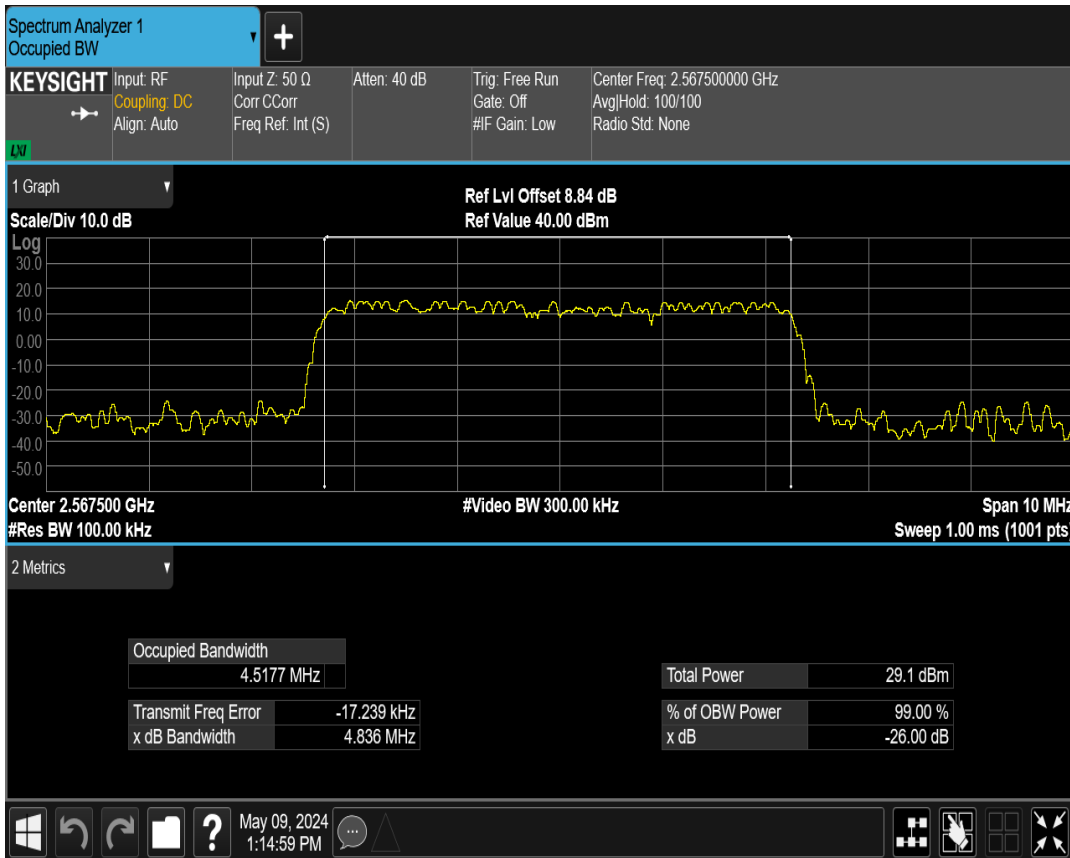 Spectrum Analyzer 1
Occupied BW
+
KEYSIGHT
LXI
Input: RF
Coupling: DC
Align: Auto
Input Z: 50 Ω
Corr CCorr
Freq Ref: Int (S)
Atten: 40 dB
Trig: Free Run
Gate: Off
#IF Gain: Low
Center Freq: 2.567500000 GHz
Avg|Hold: 100/100
Radio Std: None
1 Graph
Ref Lvl Offset 8.84 dB
Scale/Div 10.0 dB
Ref Value 40.00 dBm
Log
30.0
20.0
10.0
0.00
-10.0
-20.0
-30.0
-40.0
-50.0
Center 2.567500 GHz
#Video BW 300.00 kHz
Span 10 MHz
#Res BW 100.00 kHz
Sweep 1.00 ms (1001 pts)
2 Metrics
Occupied Bandwidth
4.5177 MHz
Total Power 29.1 dBm
Transmit Freq Error -17.239 kHz
% of OBW Power 99.00 %
x dB Bandwidth 4.836 MHz
x dB -26.00 dB
?
May 09, 2024
1:14:59 PM